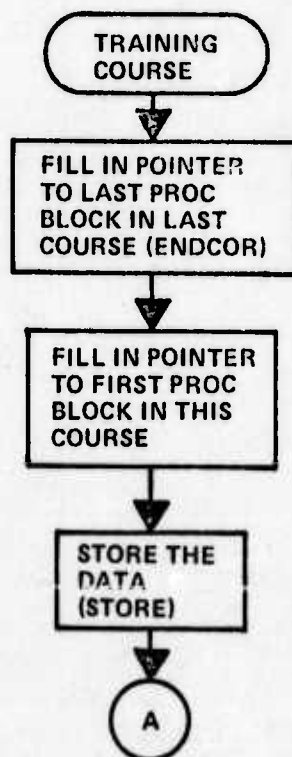 TRAINING
COURSE
FILL IN POINTER
TO LAST PROC
BLOCK IN LAST
COURSE (ENDCOR)
FILL IN POINTER
TO FIRST PROC
BLOCK IN THIS
COURSE
STORE THE
DATA
(STORE)
A